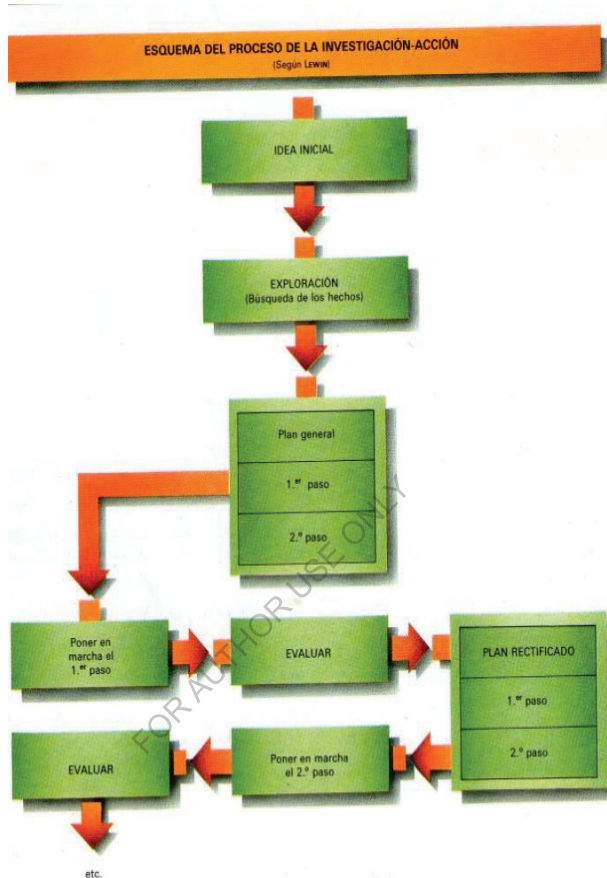 ESQUEMA DEL PROCESO DE LA INVESTIGACIÓN-ACCIÓN
(Según LEWIN)
IDEA INICIAL
EXPLORACIÓN
(Búsqueda de los hechos)
Plan general
1.er paso
2.º paso
Poner en
marcha el
1.er paso
EVALUAR
PLAN RECTIFICADO
1.er paso
2.º paso
Poner en marcha
el 2.º paso
EVALUAR
etc.
FOR AUTHOR USE ONLY